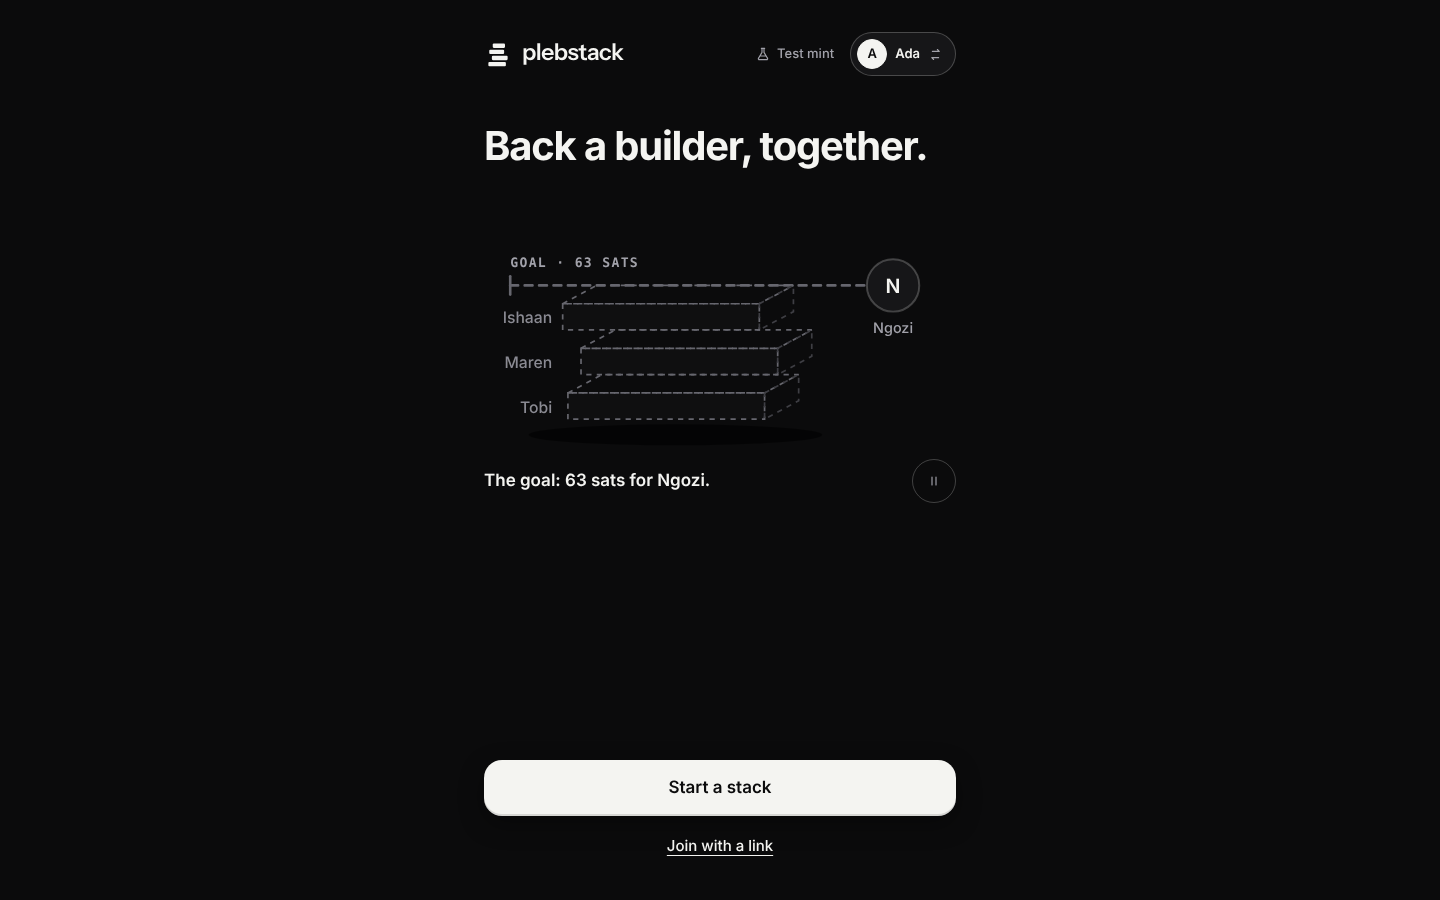 plebstack
Test mint
A
Ada
Back a builder, together.
GOAL · 63 SATS
N
Ishaan
Ngozi
Maren
Tobi
The goal: 63 sats for Ngozi.
Start a stack
Join with a link